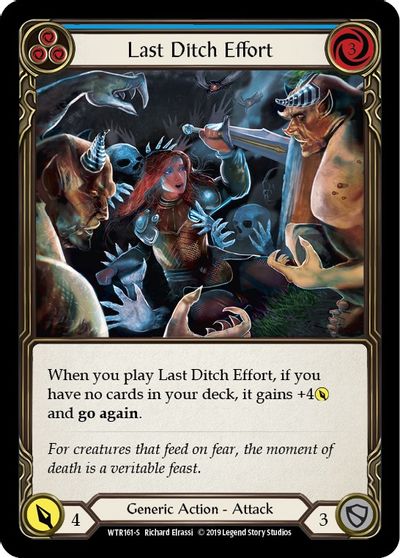 3
Last Ditch Effort
When you play Last Ditch Effort, if you
have no cards in your deck, it gains +4
and go again.
For creatures that feed on fear, the moment of
death is a veritable feast.
4
Generic Action - Attack
3
WTR161-S Richard Elrassi © 2019 Legend Story Studios